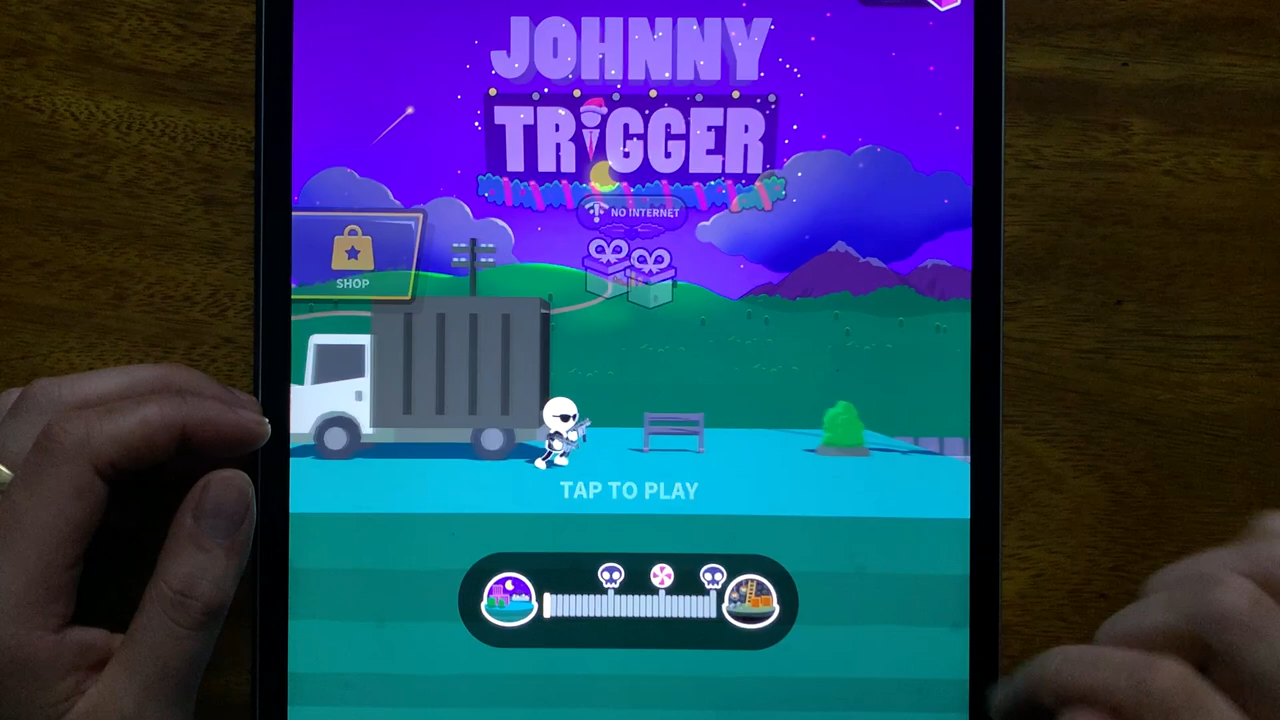 JOHNNY
TRIGGER
NO INTERNET
SHOP
TAP TO PLAY